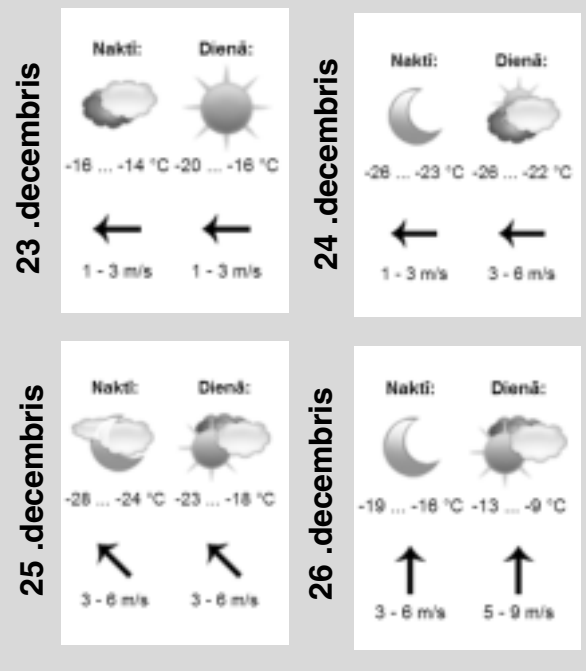 23 .decembris
Naktī: Dienā:
-16 ... -14 °C -20 ... -16 °C
1 - 3 m/s 1 - 3 m/s
24 .decembris
Naktī: Dienā:
-26 ... -23 °C -26 ... -22 °C
1 - 3 m/s 3 - 6 m/s
25 .decembris
Naktī: Dienā:
-28 ... -24 °C -23 ... -18 °C
3 - 6 m/s 3 - 6 m/s
26 .decembris
Naktī: Dienā:
-19 ... -16 °C -13 ... -9 °C
3 - 6 m/s 5 - 9 m/s